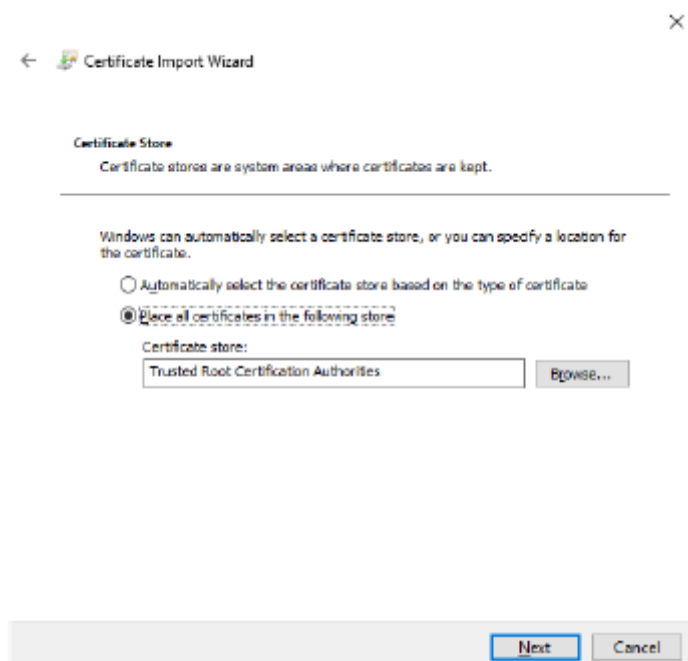 Certificate Import Wizard
Certificate Store
Certificate stores are system areas where certificates are kept.
Windows can automatically select a certificate store, or you can specify a location for
the certificate.
Automatically select the certificate store based on the type of certificate
Place all certificates in the following store
Certificate store:
Trusted Root Certification Authorities
Browse...
Next
Cancel